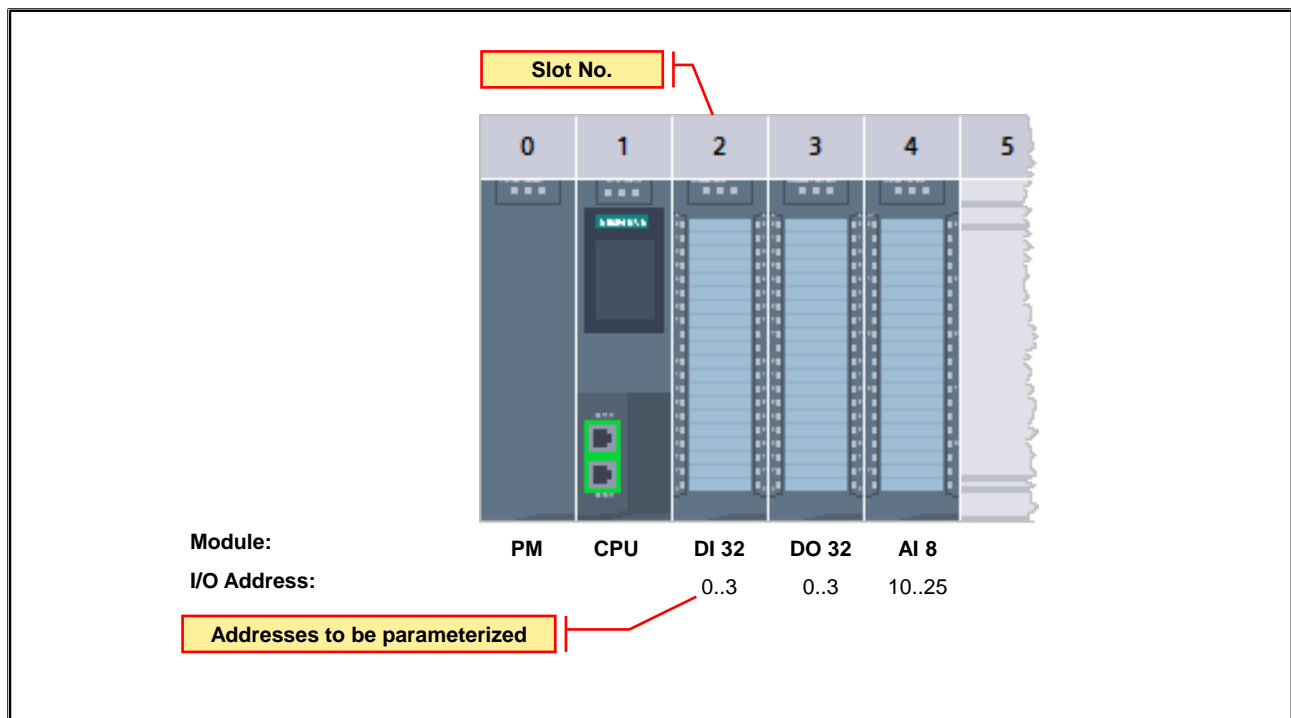 Slot No.
0 1 2 3 4 5
SIEMENS
Module: PM CPU DI 32 DO 32 AI 8
I/O Address: 0..3 0..3 10..25
Addresses to be parameterized